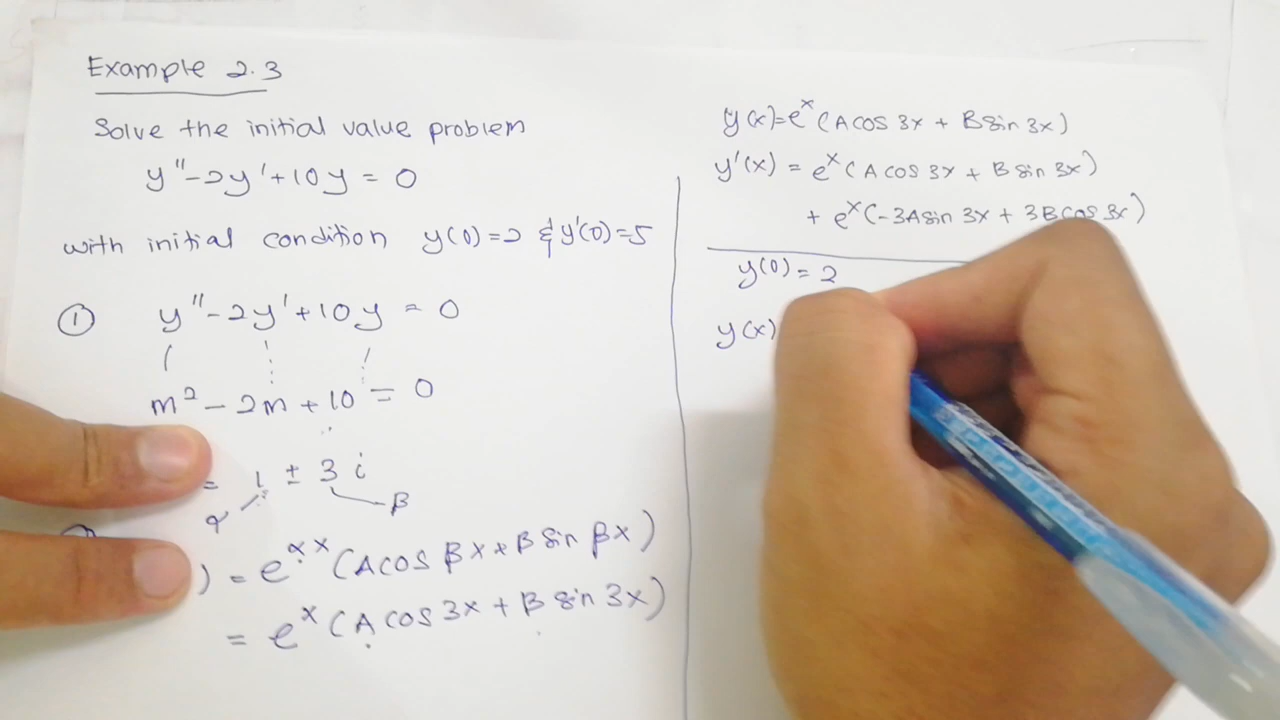 Example 2.3
Solve the initial value problem
y''-2y'+10y = 0
with initial condition y(0)=2 & y'(0)=5
① y''-2y'+10y = 0
m² - 2m + 10 = 0
= 1 ± 3i
α β
) = e^αx (A cos βx + B sin βx)
= e^x (A cos 3x + B sin 3x)
y(x)=e^x (A cos 3x + B sin 3x)
y'(x) = e^x (A cos 3x + B sin 3x)
+ e^x (-3A sin 3x + 3B cos 3x)
y(0) = 2
y(x)